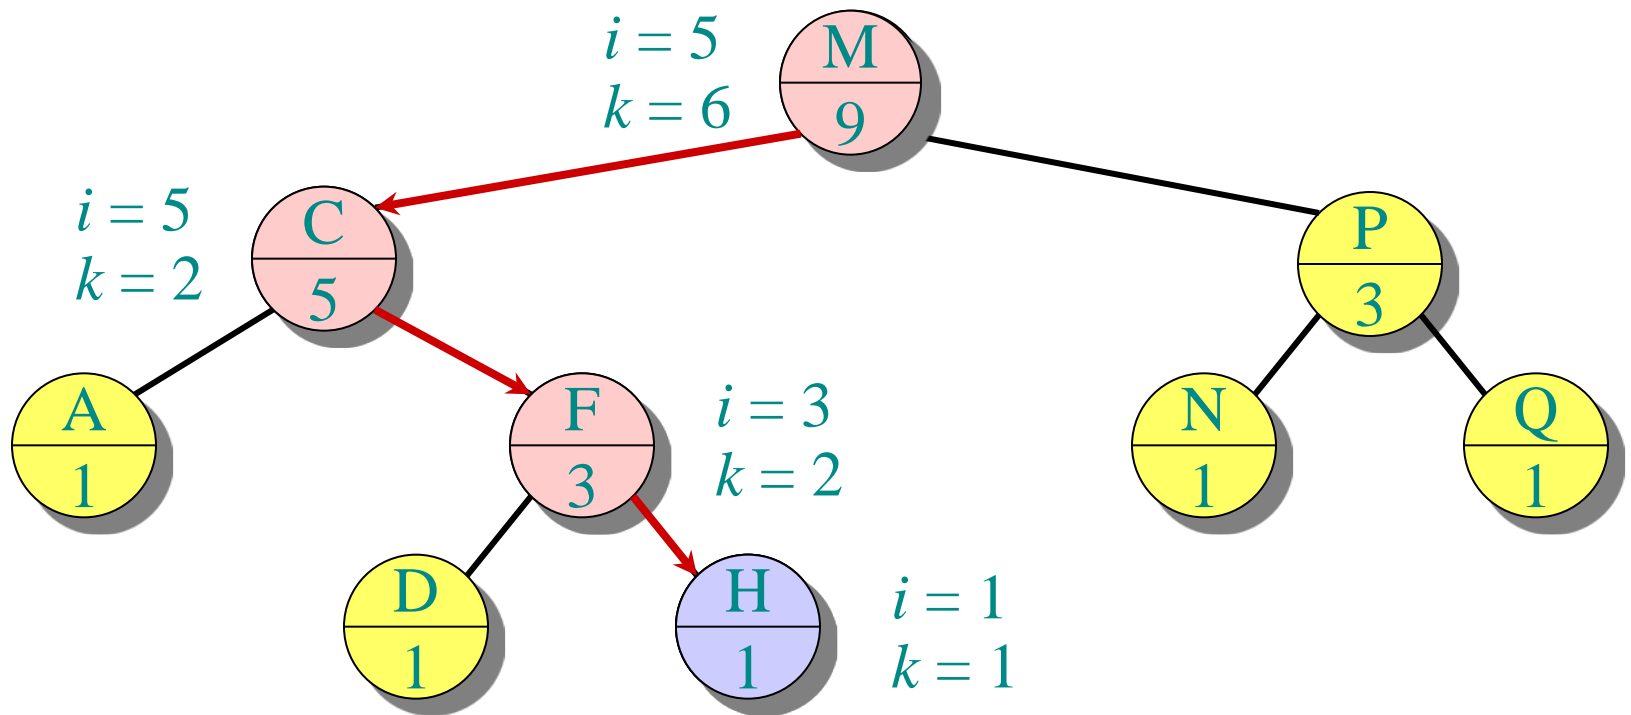 i = 5
k = 6
M
9
i = 5
k = 2
C
5
P
3
A
1
F
3
i = 3
k = 2
N
1
Q
1
D
1
H
1
i = 1
k = 1